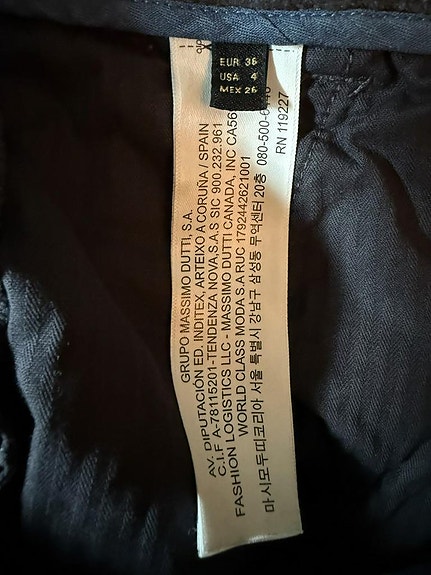 EUR 36
USA 4
MEX 26
GRUPO MASSIMO DUTTI, S.A.
AV. DIPUTACIÓN ED. INDITEX, ARTEIXO A CORUÑA / SPAIN
C.I.F A-78115201-TENDENZA NOVA,S.A.S SIC 900.232.961
FASHION LOGISTICS LLC - MASSIMO DUTTI CANADA, INC CA56
WORLD CLASS MODA S.A RUC 1792442621001
마시모두띠코리아 서울 특별시 강남구 삼성동 무역센터 20층 080-500-6
RN 119227